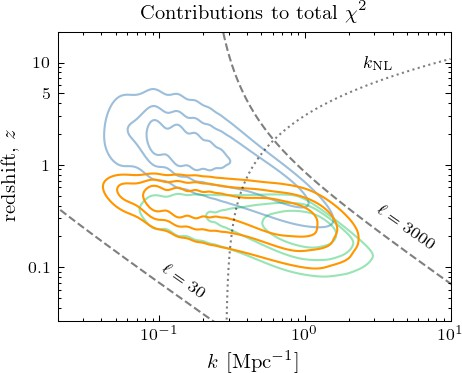 Contributions to total χ²
redshift, z
10
5
1
0.1
k_NL
ℓ = 3000
ℓ = 30
10⁻¹
10⁰
10¹
k [Mpc⁻¹]